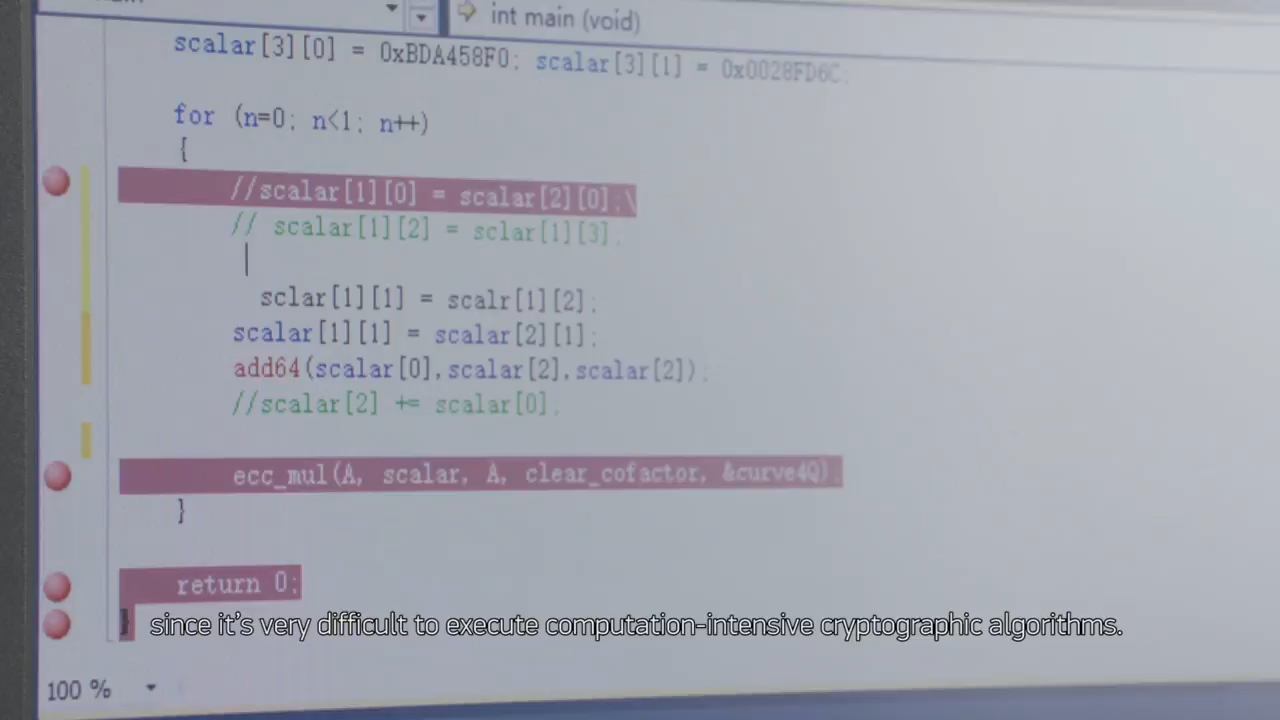 int main (void)
scalar[3][0] = 0xBDA458F0; scalar[3][1] = 0x0028FD6C;
for (n=0; n<1; n++)
{
//scalar[1][0] = scalar[2][0];\
// scalar[1][2] = sclar[1][3];
sclar[1][1] = scalr[1][2];
scalar[1][1] = scalar[2][1];
add64(scalar[0],scalar[2],scalar[2]);
//scalar[2] += scalar[0];
ecc_mul(A, scalar, A, clear_cofactor, &curve4Q);
}
return 0;
}
since it's very difficult to execute computation-intensive cryptographic algorithms.
100 %